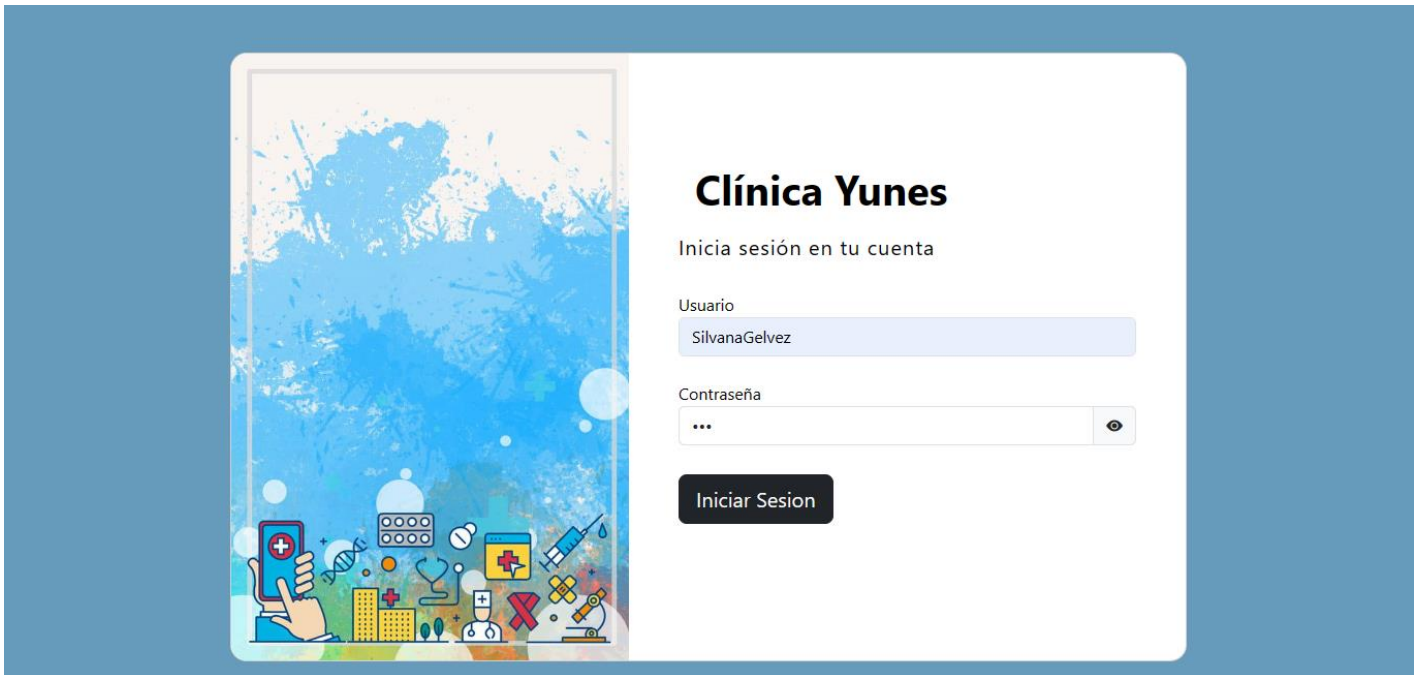 Clínica Yunes
Inicia sesión en tu cuenta
Usuario
SilvanaGelvez
Contraseña
•••
Iniciar Sesion